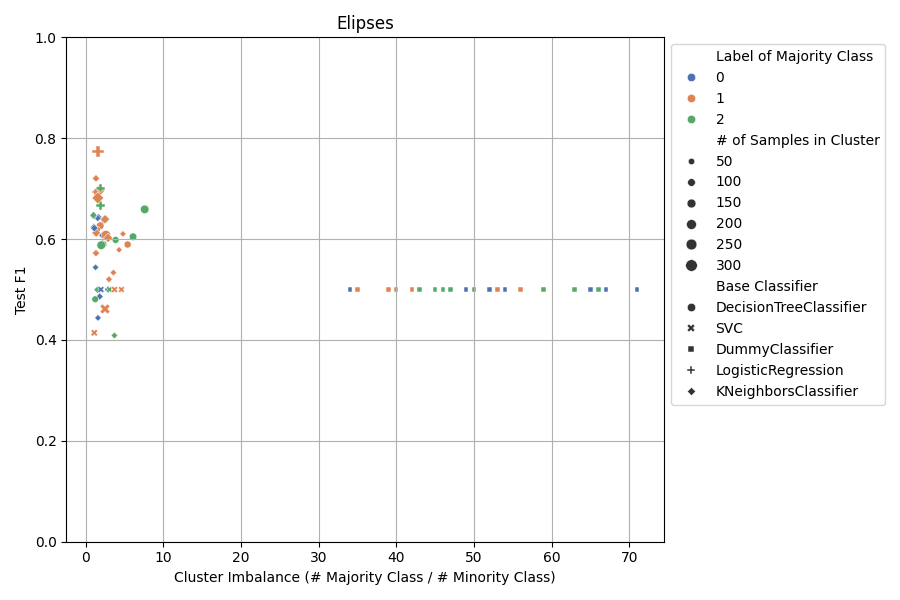 Elipses
1.0
0.8
0.6
0.4
0.2
0.0
Test F1
0 10 20 30 40 50 60 70
Cluster Imbalance (# Majority Class / # Minority Class)
Label of Majority Class
0
1
2
# of Samples in Cluster
50
100
150
200
250
300
Base Classifier
DecisionTreeClassifier
SVC
DummyClassifier
LogisticRegression
KNeighborsClassifier